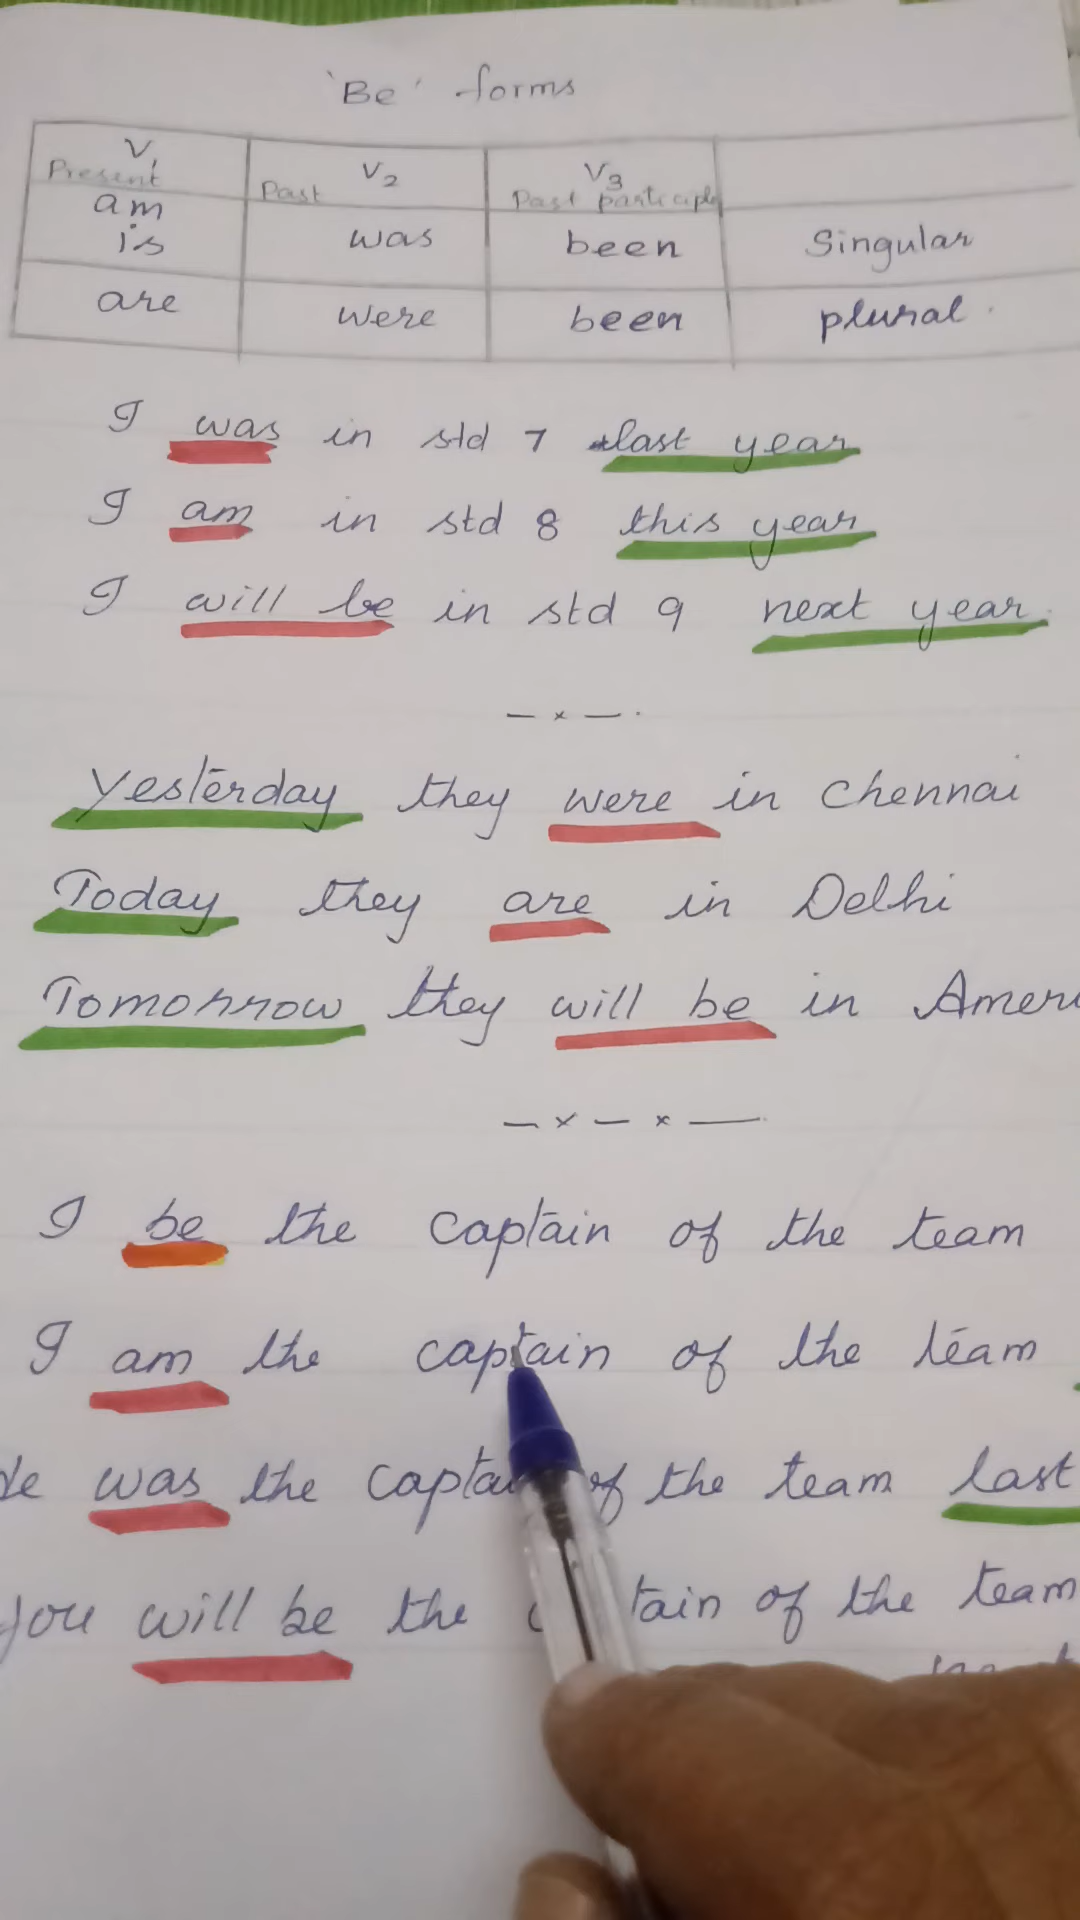 'Be' forms
V1 V2 V3
Present Past Past participle
am
is was been Singular
are were been plural
I was in std 7 last year
I am in std 8 this year
I will be in std 9 next year.
Yesterday they were in Chennai
Today they are in Delhi
Tomorrow they will be in
I be the captain of the team
I am the captain of the team
was the of the team last
you will be the of the team